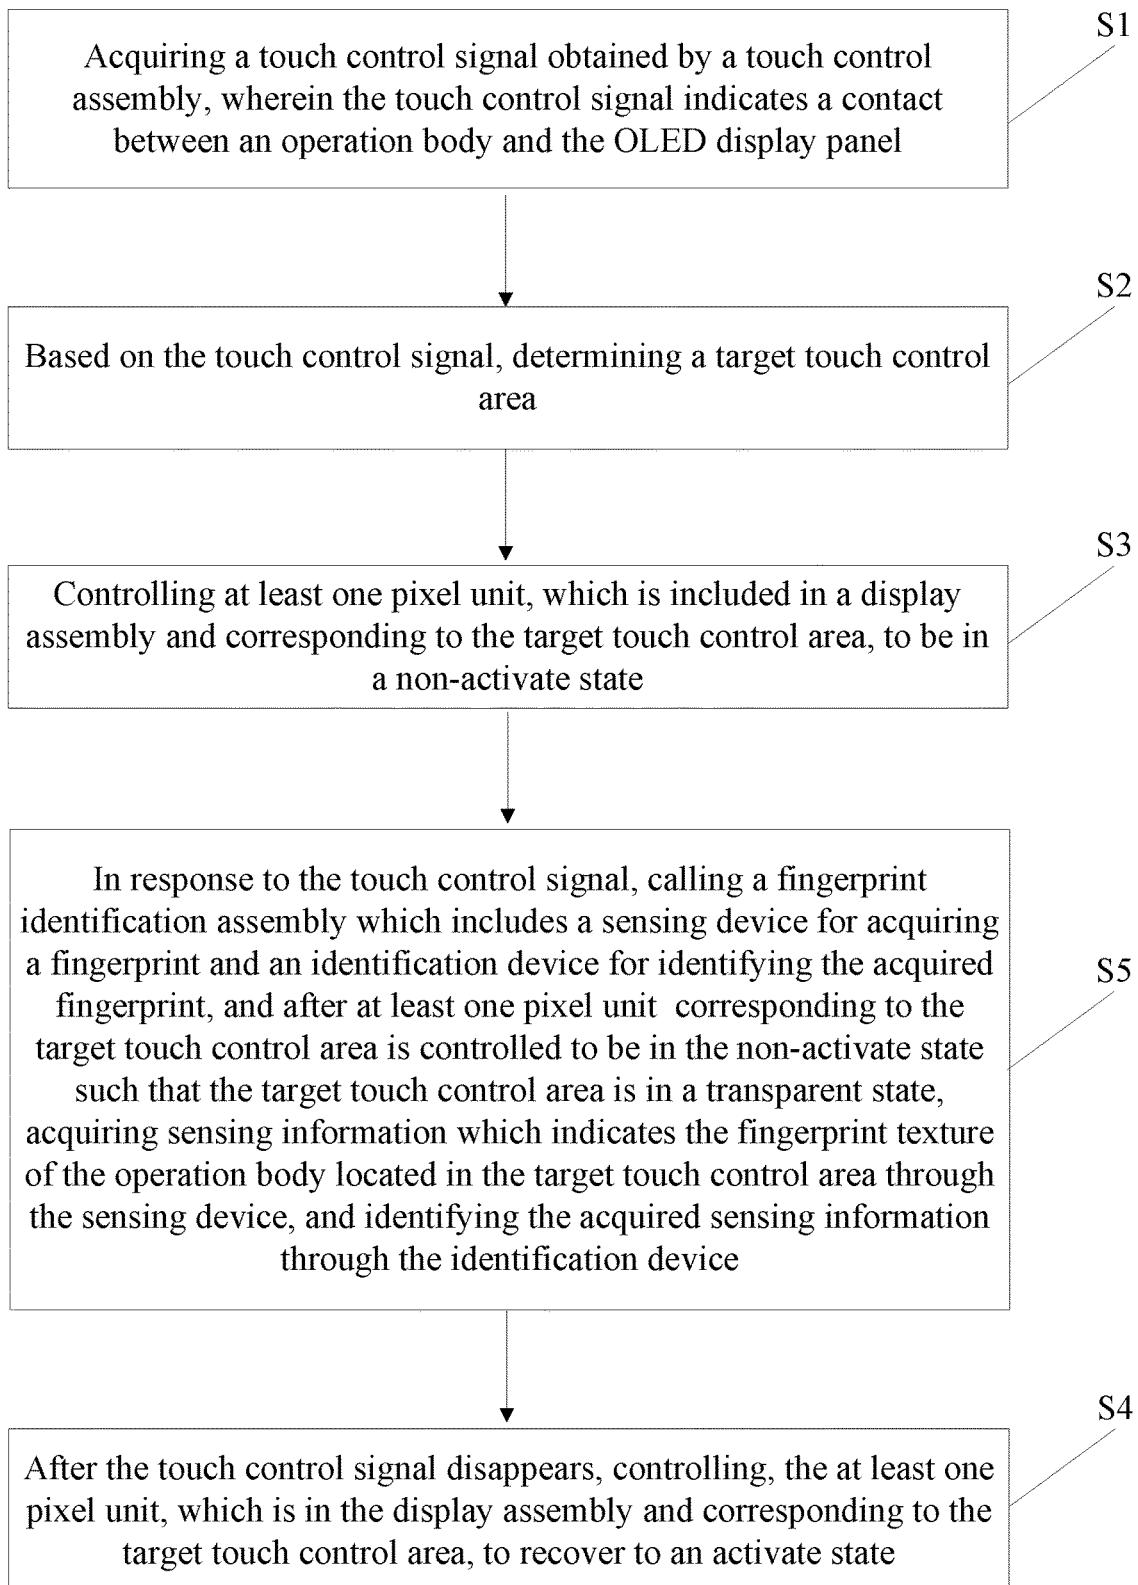 S1
Acquiring a touch control signal obtained by a touch control
assembly, wherein the touch control signal indicates a contact
between an operation body and the OLED display panel
S2
Based on the touch control signal, determining a target touch control
area
S3
Controlling at least one pixel unit, which is included in a display
assembly and corresponding to the target touch control area, to be in
a non-activate state
S5
In response to the touch control signal, calling a fingerprint
identification assembly which includes a sensing device for acquiring
a fingerprint and an identification device for identifying the acquired
fingerprint, and after at least one pixel unit corresponding to the
target touch control area is controlled to be in the non-activate state
such that the target touch control area is in a transparent state,
acquiring sensing information which indicates the fingerprint texture
of the operation body located in the target touch control area through
the sensing device, and identifying the acquired sensing information
through the identification device
S4
After the touch control signal disappears, controlling, the at least one
pixel unit, which is in the display assembly and corresponding to the
target touch control area, to recover to an activate state